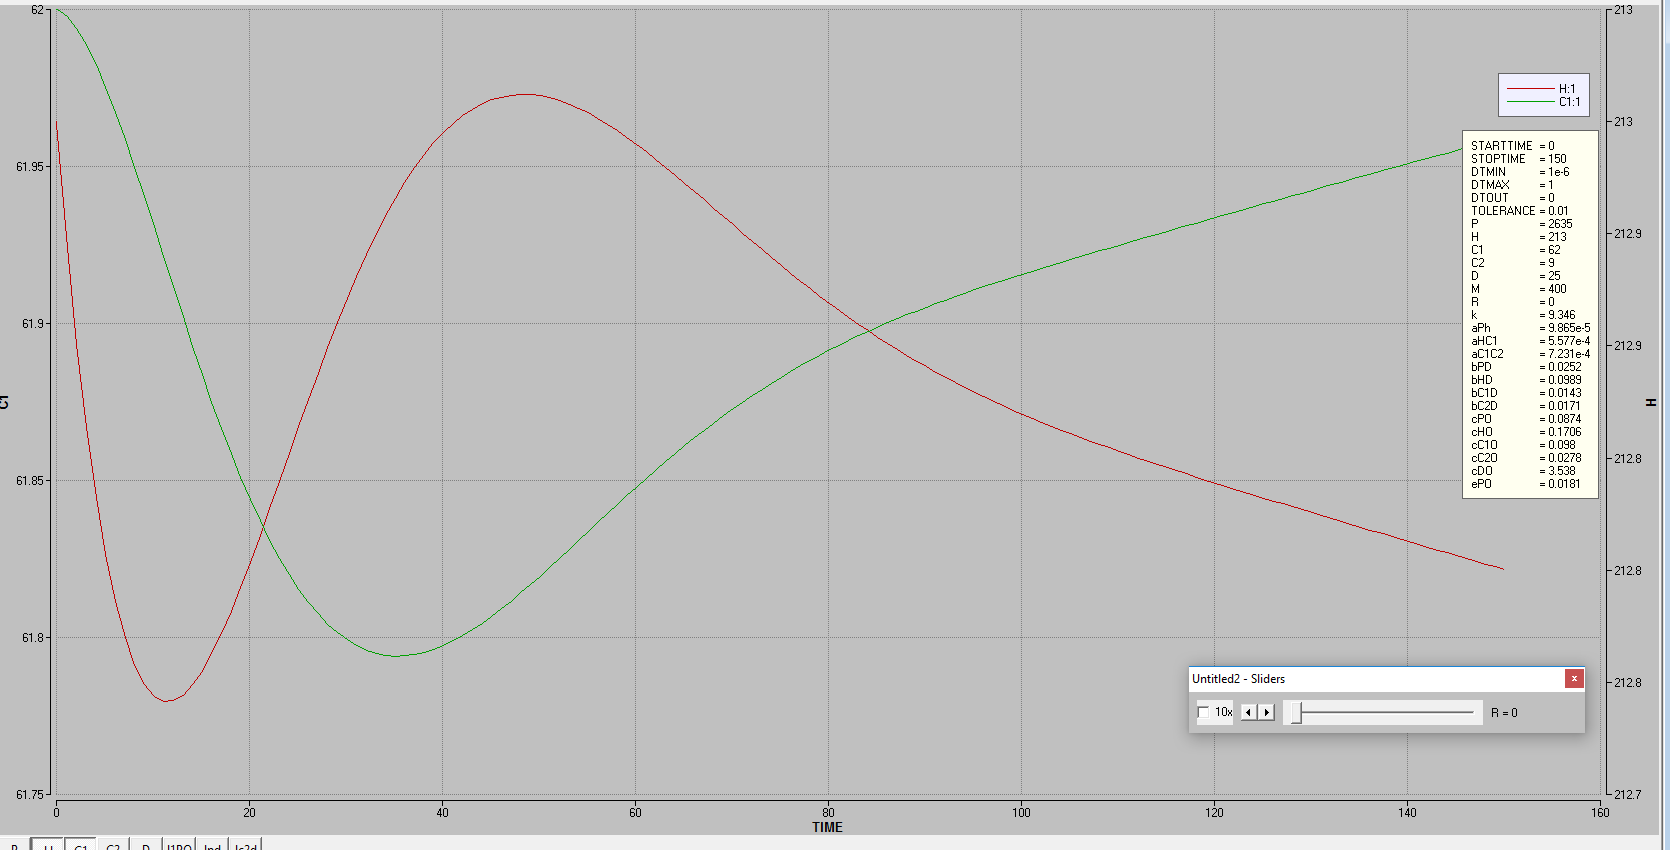 62
61.95
61.9
61.85
61.8
61.75
C1
213
213
212.9
212.9
212.8
212.8
212.8
212.7
H
H:1
C1:1
STARTTIME = 0
STOPTIME = 150
DTMIN = 1e-6
DTMAX = 1
DTOUT = 0
TOLERANCE = 0.01
P = 2635
H = 213
C1 = 62
C2 = 9
D = 25
M = 400
R = 0
k = 9.346
aPh = 9.865e-5
aHC1 = 5.577e-4
aC1C2 = 7.231e-4
bPD = 0.0252
bHD = 0.0989
bC1D = 0.0143
bC2D = 0.0171
cPO = 0.0874
cHO = 0.1706
cC1O = 0.098
cC2O = 0.0278
cDO = 3.538
ePO = 0.0181
Untitled2 - Sliders x
10x R = 0
0 20 40 60 80 100 120 140 160
TIME
P H C1 C2 D